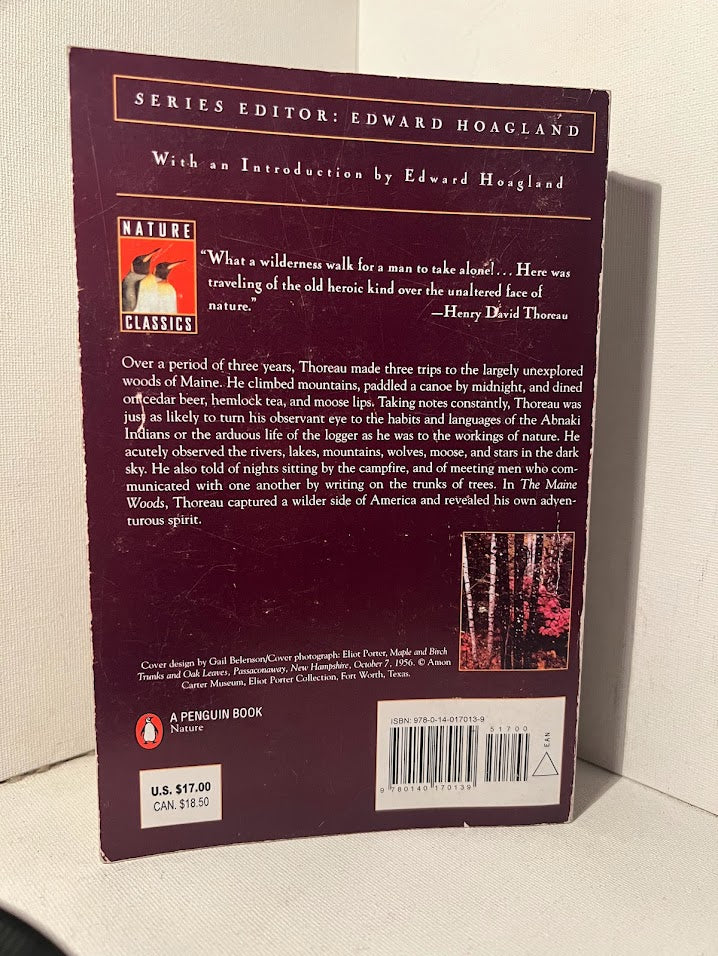 SERIES EDITOR: EDWARD HOAGLAND
With an Introduction by Edward Hoagland
NATURE
CLASSICS
“What a wilderness walk for a man to take alone! ... Here was
traveling of the old heroic kind over the unaltered face of
nature.”
—Henry David Thoreau
Over a period of three years, Thoreau made three trips to the largely unexplored
woods of Maine. He climbed mountains, paddled a canoe by midnight, and dined
on cedar beer, hemlock tea, and moose lips. Taking notes constantly, Thoreau was
just as likely to turn his observant eye to the habits and languages of the Abnaki
Indians or the arduous life of the logger as he was to the workings of nature. He
acutely observed the rivers, lakes, mountains, wolves, moose, and stars in the dark
sky. He also told of nights sitting by the campfire, and of meeting men who com-
municated with one another by writing on the trunks of trees. In The Maine
Woods, Thoreau captured a wilder side of America and revealed his own adven-
turous spirit.
Cover design by Gail Belenson/Cover photograph: Eliot Porter, Maple and Birch
Trunks and Oak Leaves, Passaconaway, New Hampshire, October 7, 1956. © Amon
Carter Museum, Eliot Porter Collection, Fort Worth, Texas.
A PENGUIN BOOK
Nature
U.S. $17.00
CAN. $18.50
ISBN: 978-0-14-017013-9
51700
EAN
9 780140 170139